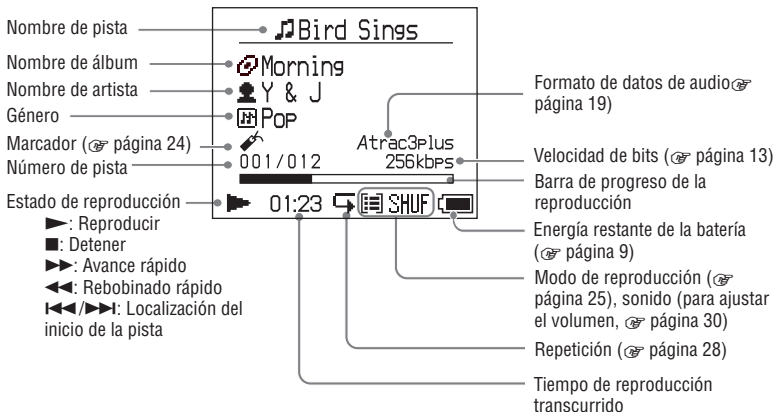 Nombre de pista
Nombre de álbum
Nombre de artista
Género
Marcador (☞ página 24)
Número de pista
Estado de reproducción
►: Reproducir
■: Detener
►►: Avance rápido
◄◄: Rebobinado rápido
I◄◄/►►I: Localización del
inicio de la pista
Bird Sings
Morning
Y & J
Pop
Atrac3plus
001/012
256kbps
01:23
SHUF
Formato de datos de audio☞
página 19)
Velocidad de bits (☞ página 13)
Barra de progreso de la
reproducción
Energía restante de la batería
(☞ página 9)
Modo de reproducción (☞
página 25), sonido (para ajustar
el volumen, ☞ página 30)
Repetición (☞ página 28)
Tiempo de reproducción
transcurrido